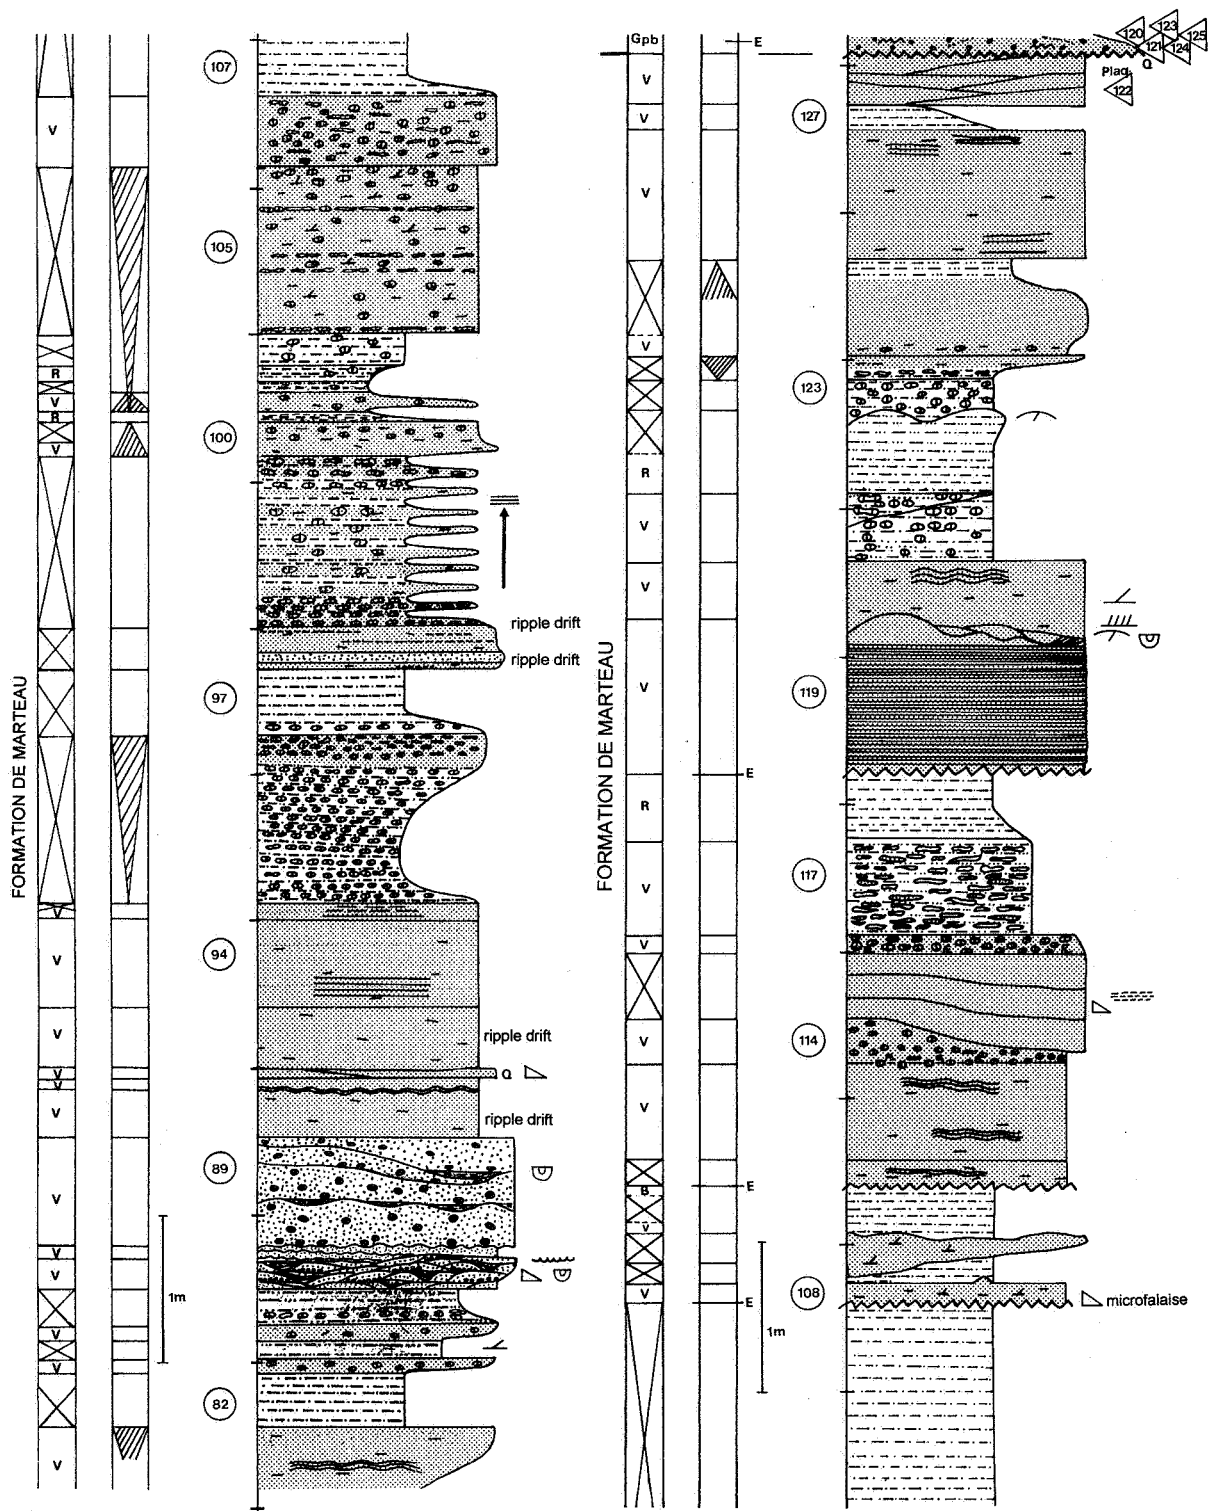 FORMATION DE MARTEAU
V
R
V
R
V
V
V
V
V
V
V
V
V
V
V
V
V
1m
107
105
100
97
94
89
82
ripple drift
ripple drift
ripple drift
Q
ripple drift
FORMATION DE MARTEAU
Gpb
V
V
V
V
R
V
V
V
R
V
V
V
V
B
V
V
E
E
E
E
1m
127
123
119
117
114
108
120
123
125
121
124
Q
Plaq.
122
microfalaise